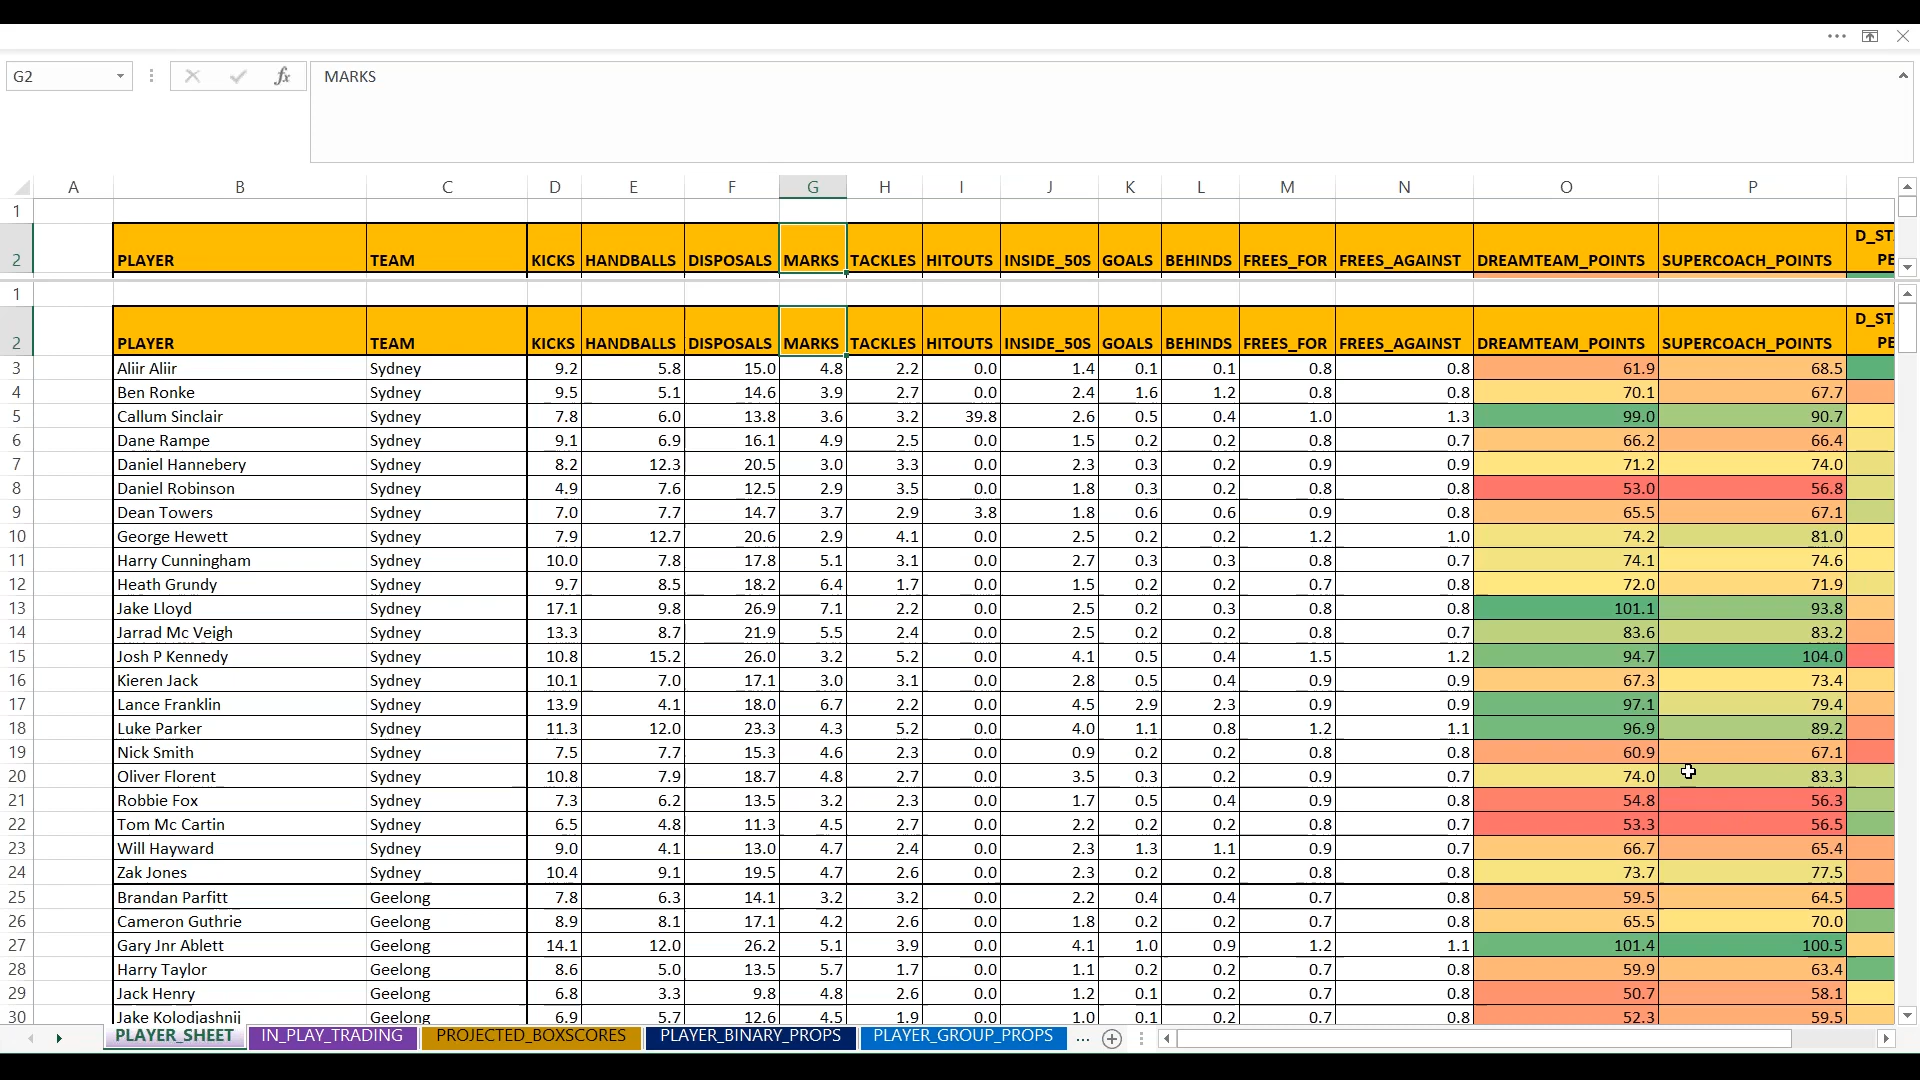 G2 fx MARKS
A B C D E F G H I J K L M N O P
1
D_ST
2 PLAYER TEAM KICKS HANDBALLS DISPOSALS MARKS TACKLES HITOUTS INSIDE_50S GOALS BEHINDS FREES_FOR FREES_AGAINST DREAMTEAM_POINTS SUPERCOACH_POINTS PE
1
D_ST
2 PLAYER TEAM KICKS HANDBALLS DISPOSALS MARKS TACKLES HITOUTS INSIDE_50S GOALS BEHINDS FREES_FOR FREES_AGAINST DREAMTEAM_POINTS SUPERCOACH_POINTS PE
3 Aliir Aliir Sydney 9.2 5.8 15.0 4.8 2.2 0.0 1.4 0.1 0.1 0.8 0.8 61.9 68.5
4 Ben Ronke Sydney 9.5 5.1 14.6 3.9 2.7 0.0 2.4 1.6 1.2 0.8 0.8 70.1 67.7
5 Callum Sinclair Sydney 7.8 6.0 13.8 3.6 3.2 39.8 2.6 0.5 0.4 1.0 1.3 99.0 90.7
6 Dane Rampe Sydney 9.1 6.9 16.1 4.9 2.5 0.0 1.5 0.2 0.2 0.8 0.7 66.2 66.4
7 Daniel Hannebery Sydney 8.2 12.3 20.5 3.0 3.3 0.0 2.3 0.3 0.2 0.9 0.9 71.2 74.0
8 Daniel Robinson Sydney 4.9 7.6 12.5 2.9 3.5 0.0 1.8 0.3 0.2 0.8 0.8 53.0 56.8
9 Dean Towers Sydney 7.0 7.7 14.7 3.7 2.9 3.8 1.8 0.6 0.6 0.9 0.8 65.5 67.1
10 George Hewett Sydney 7.9 12.7 20.6 2.9 4.1 0.0 2.5 0.2 0.2 1.2 1.0 74.2 81.0
11 Harry Cunningham Sydney 10.0 7.8 17.8 5.1 3.1 0.0 2.7 0.3 0.3 0.8 0.7 74.1 74.6
12 Heath Grundy Sydney 9.7 8.5 18.2 6.4 1.7 0.0 1.5 0.2 0.2 0.7 0.8 72.0 71.9
13 Jake Lloyd Sydney 17.1 9.8 26.9 7.1 2.2 0.0 2.5 0.2 0.3 0.8 0.8 101.1 93.8
14 Jarrad Mc Veigh Sydney 13.3 8.7 21.9 5.5 2.4 0.0 2.5 0.2 0.2 0.8 0.7 83.6 83.2
15 Josh P Kennedy Sydney 10.8 15.2 26.0 3.2 5.2 0.0 4.1 0.5 0.4 1.5 1.2 94.7 104.0
16 Kieren Jack Sydney 10.1 7.0 17.1 3.0 3.1 0.0 2.8 0.5 0.4 0.9 0.9 67.3 73.4
17 Lance Franklin Sydney 13.9 4.1 18.0 6.7 2.2 0.0 4.5 2.9 2.3 0.9 0.9 97.1 79.4
18 Luke Parker Sydney 11.3 12.0 23.3 4.3 5.2 0.0 4.0 1.1 0.8 1.2 1.1 96.9 89.2
19 Nick Smith Sydney 7.5 7.7 15.3 4.6 2.3 0.0 0.9 0.2 0.2 0.8 0.8 60.9 67.1
20 Oliver Florent Sydney 10.8 7.9 18.7 4.8 2.7 0.0 3.5 0.3 0.2 0.9 0.7 74.0 83.3
21 Robbie Fox Sydney 7.3 6.2 13.5 3.2 2.3 0.0 1.7 0.5 0.4 0.9 0.8 54.8 56.3
22 Tom Mc Cartin Sydney 6.5 4.8 11.3 4.5 2.7 0.0 2.2 0.2 0.2 0.8 0.7 53.3 56.5
23 Will Hayward Sydney 9.0 4.1 13.0 4.7 2.4 0.0 2.3 1.3 1.1 0.9 0.7 66.7 65.4
24 Zak Jones Sydney 10.4 9.1 19.5 4.7 2.6 0.0 2.3 0.2 0.2 0.8 0.8 73.7 77.5
25 Brandan Parfitt Geelong 7.8 6.3 14.1 3.2 3.2 0.0 2.2 0.4 0.4 0.7 0.8 59.5 64.5
26 Cameron Guthrie Geelong 8.9 8.1 17.1 4.2 2.6 0.0 1.8 0.2 0.2 0.7 0.8 65.5 70.0
27 Gary Jnr Ablett Geelong 14.1 12.0 26.2 5.1 3.9 0.0 4.1 1.0 0.9 1.2 1.1 101.4 100.5
28 Harry Taylor Geelong 8.6 5.0 13.5 5.7 1.7 0.0 1.1 0.2 0.2 0.7 0.8 59.9 63.4
29 Jack Henry Geelong 6.8 3.3 9.8 4.8 2.6 0.0 1.2 0.1 0.2 0.7 0.8 50.7 58.1
30 Jake Kolodjashnij Geelong 6.9 5.7 12.6 4.5 1.9 0.0 1.0 0.1 0.2 0.7 0.8 52.3 59.5
PLAYER_SHEET IN_PLAY_TRADING PROJECTED_BOXSCORES PLAYER_BINARY_PROPS PLAYER_GROUP_PROPS ...